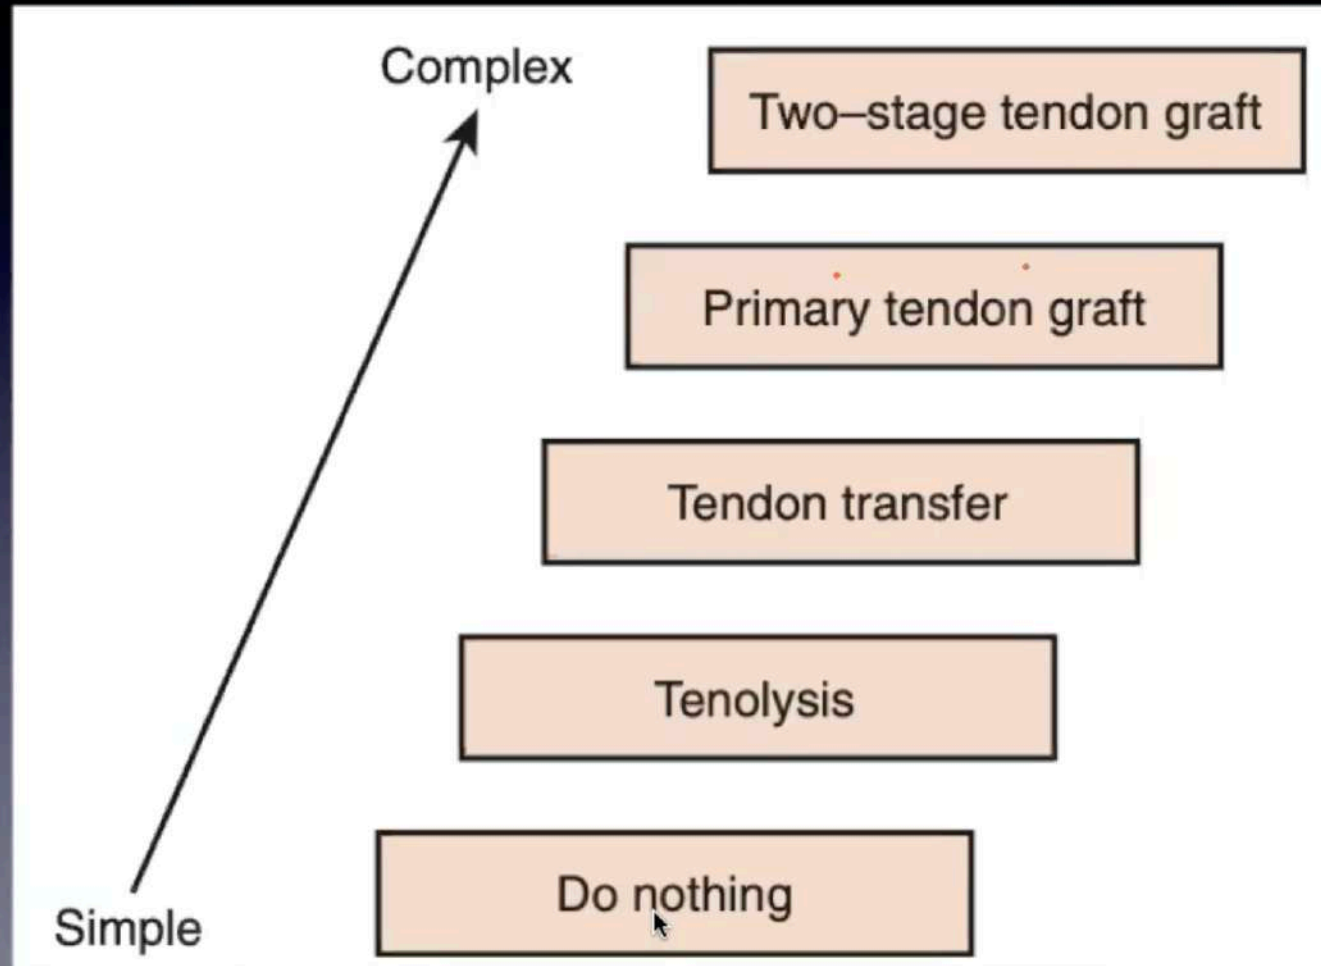 Complex
Two–stage tendon graft
Primary tendon graft
Tendon transfer
Tenolysis
Do nothing
Simple